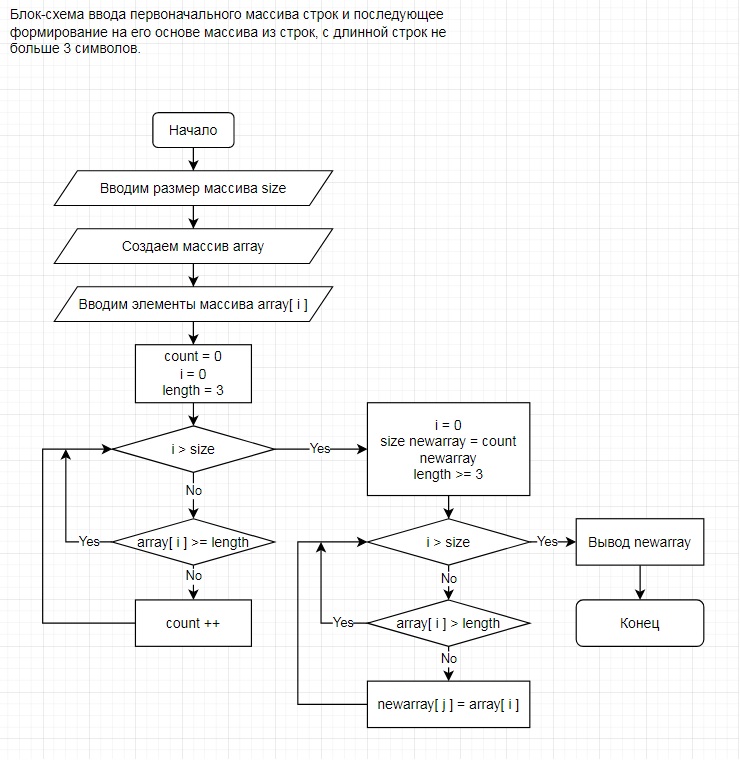 Блок-схема ввода первоначального массива строк и последующее
формирование на его основе массива из строк, с длинной строк не
больше 3 символов.
Начало
Вводим размер массива size
Создаем массив array
Вводим элементы массива array[ i ]
count = 0
i = 0
length = 3
i > size
Yes
No
array[ i ] >= length
Yes
No
count ++
i = 0
size newarray = count
newarray
length >= 3
i > size
Yes
No
array[ i ] > length
Yes
No
newarray[ j ] = array[ i ]
Вывод newarray
Конец